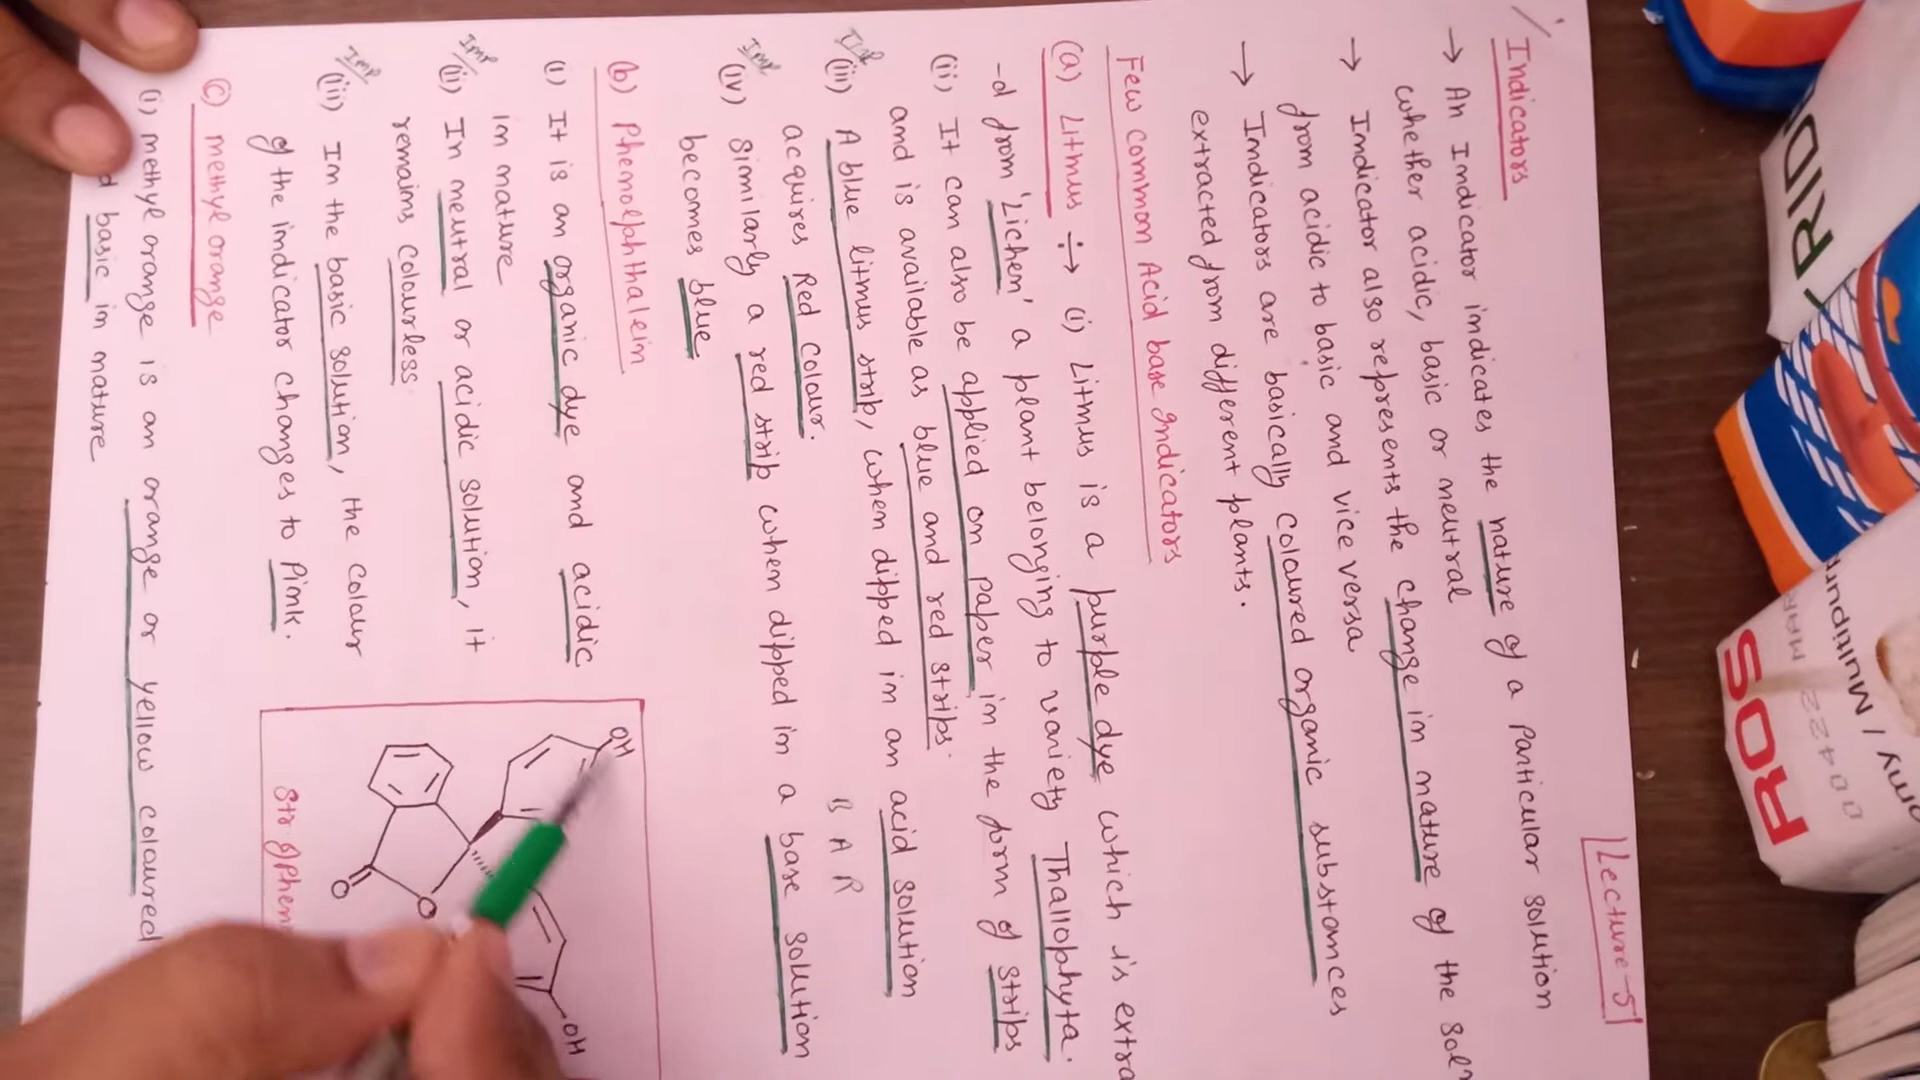 Lecture-5
Indicators
→ An Indicator indicates the nature of a Particular solution
whether acidic, basic or neutral
→ Indicator also represents the change in nature of the solⁿ
from acidic to basic and vice versa
→ Indicators are basically coloured organic substances
extracted from different plants.
Few common Acid base Indicators
(a) Litmus ÷→ (i) Litmus is a purple dye which is extra
-d from 'Lichen' a plant belonging to variety Thallophyta.
(ii) It can also be applied on paper in the form of strips
and is available as blue and red strips.
Imp (iii) A blue litmus strip, when dipped in an acid solution
acquires Red colour. B A R
Imp (iv) Similarly a red strip when dipped in a base solution
becomes blue
(b) Phenolphthalein
(i) It is an organic dye and acidic
in nature
Imp (ii) In neutral or acidic solution, it
remains colourless
Imp (iii) In the basic solution, the colour
of the indicator changes to Pink.
OH
OH
O
O
Str of Phen
(c) methyl orange
(i) methyl orange is an orange or yellow coloured
d basic in nature
RID
ROS
Multipur